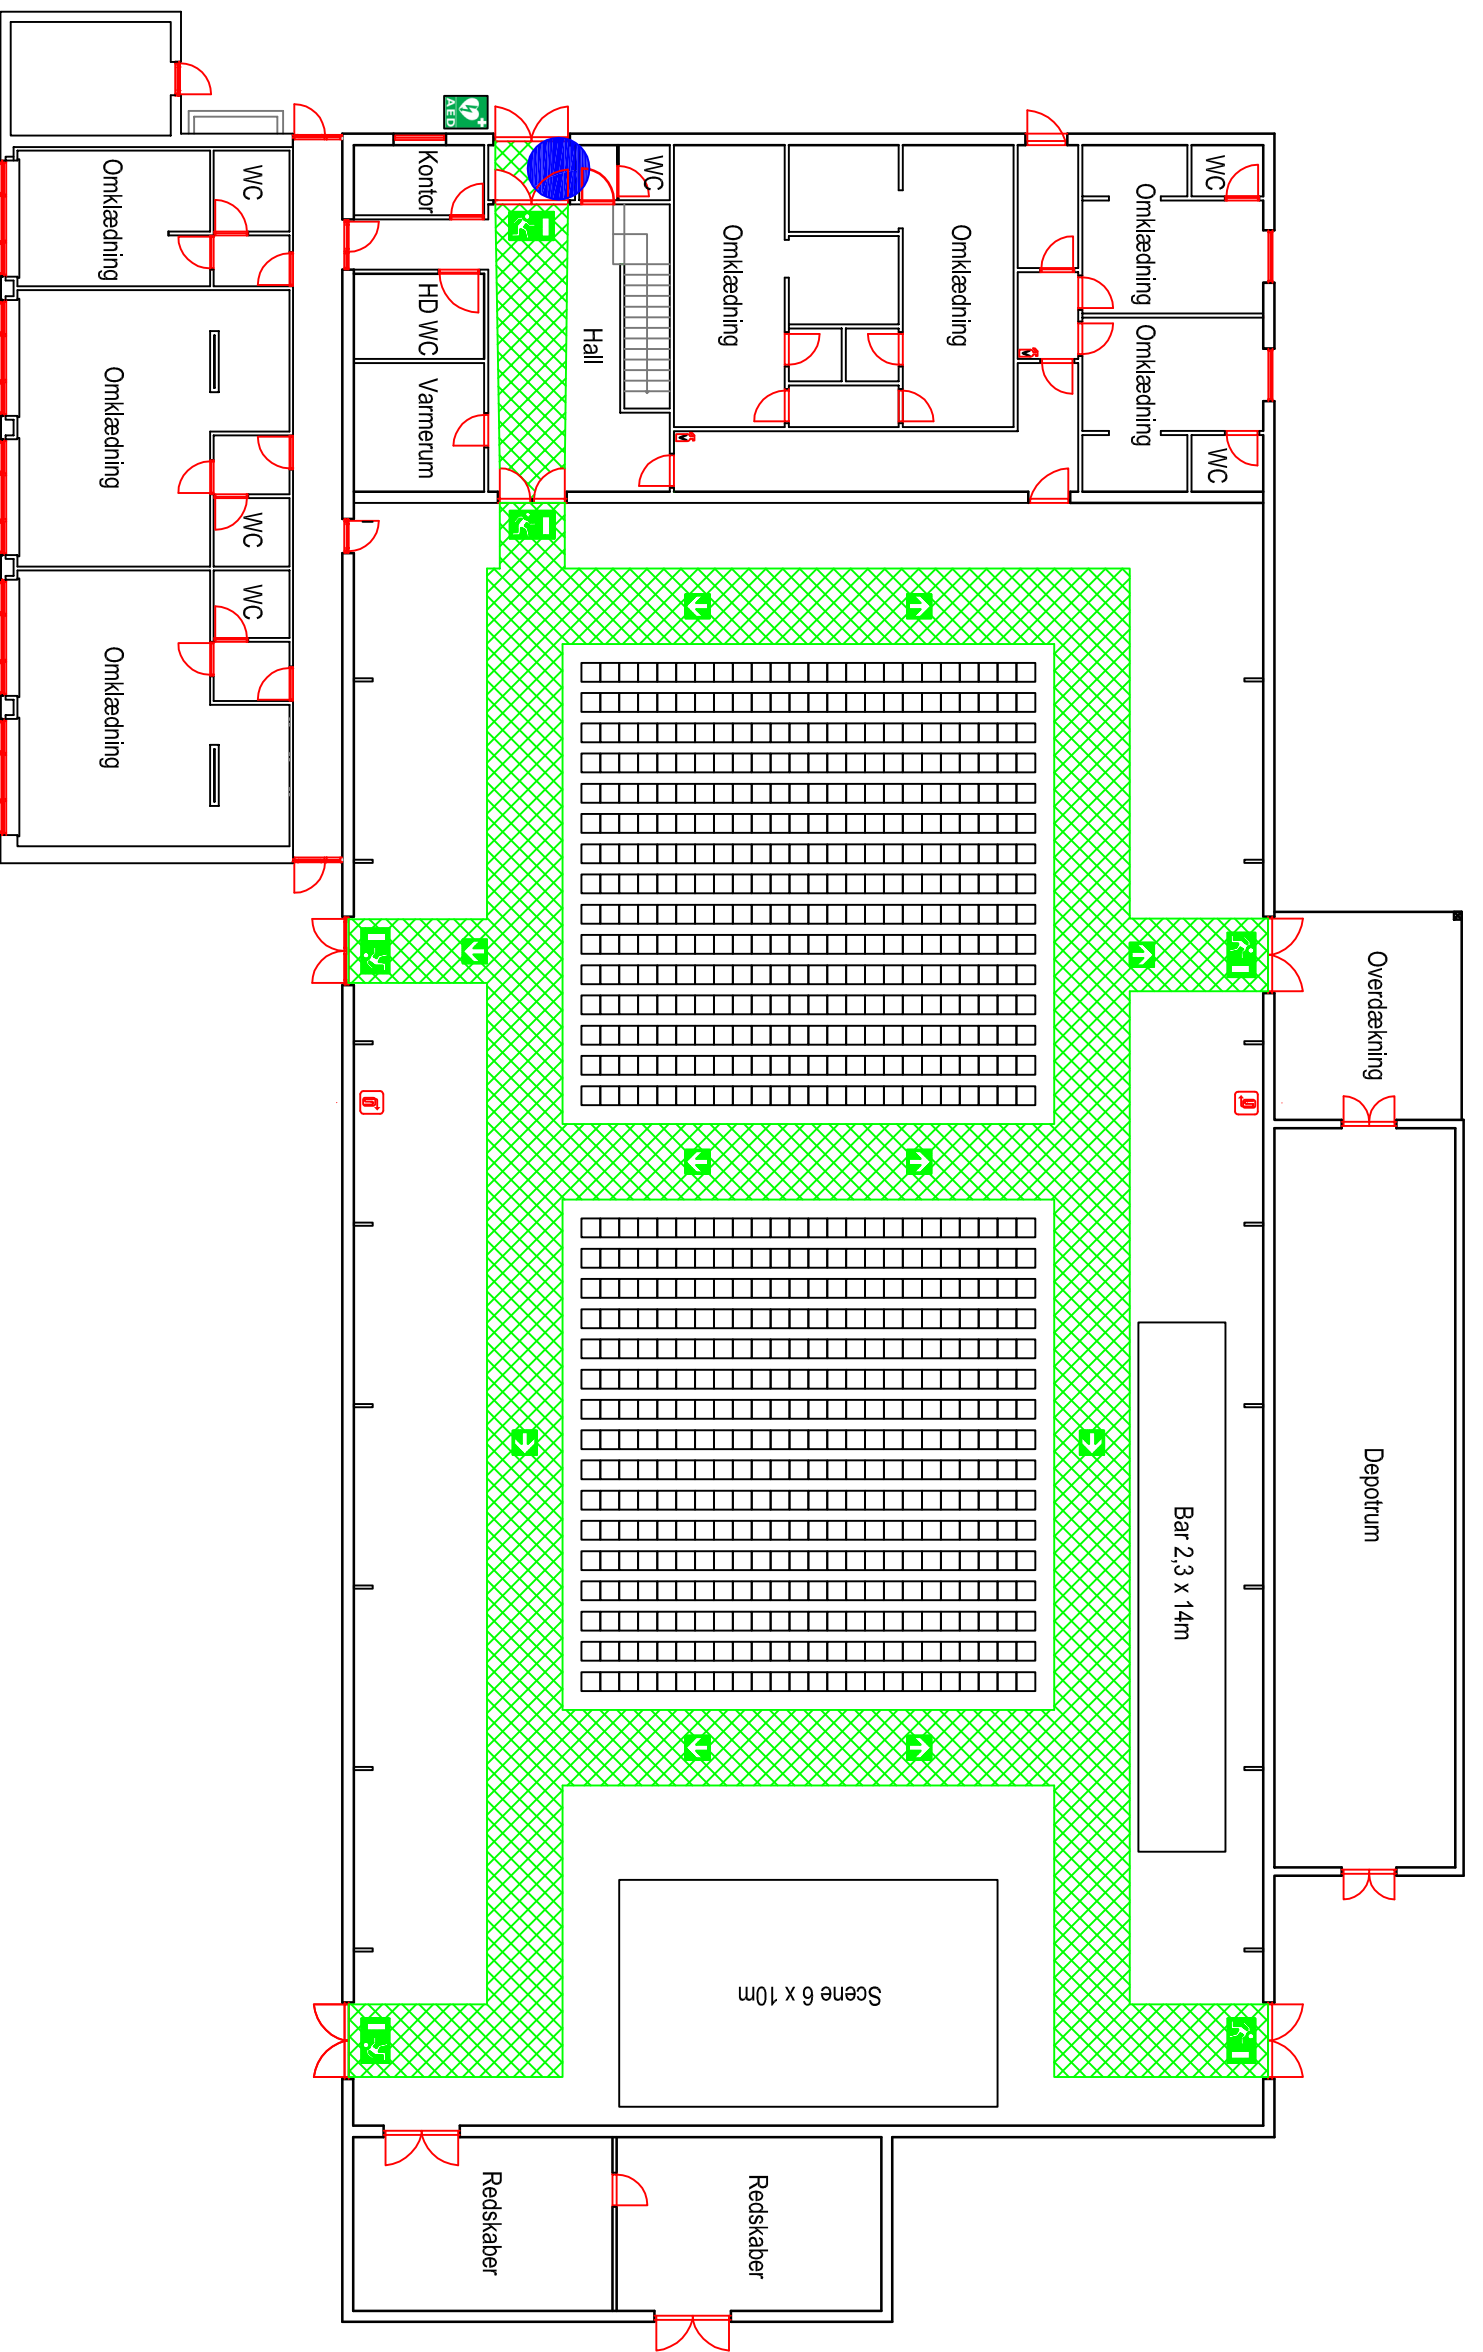 AED
Kontor
WC
Omklædning
Omklædning
Omklædning
WC
Omklædning
WC
Hall
HD WC
Varmerum
Omklædning
WC
Omklædning
WC
WC
Omklædning
Overdækning
Depotrum
Bar 2,3 x 14m
Scene 6 x 10m
Redskaber
Redskaber